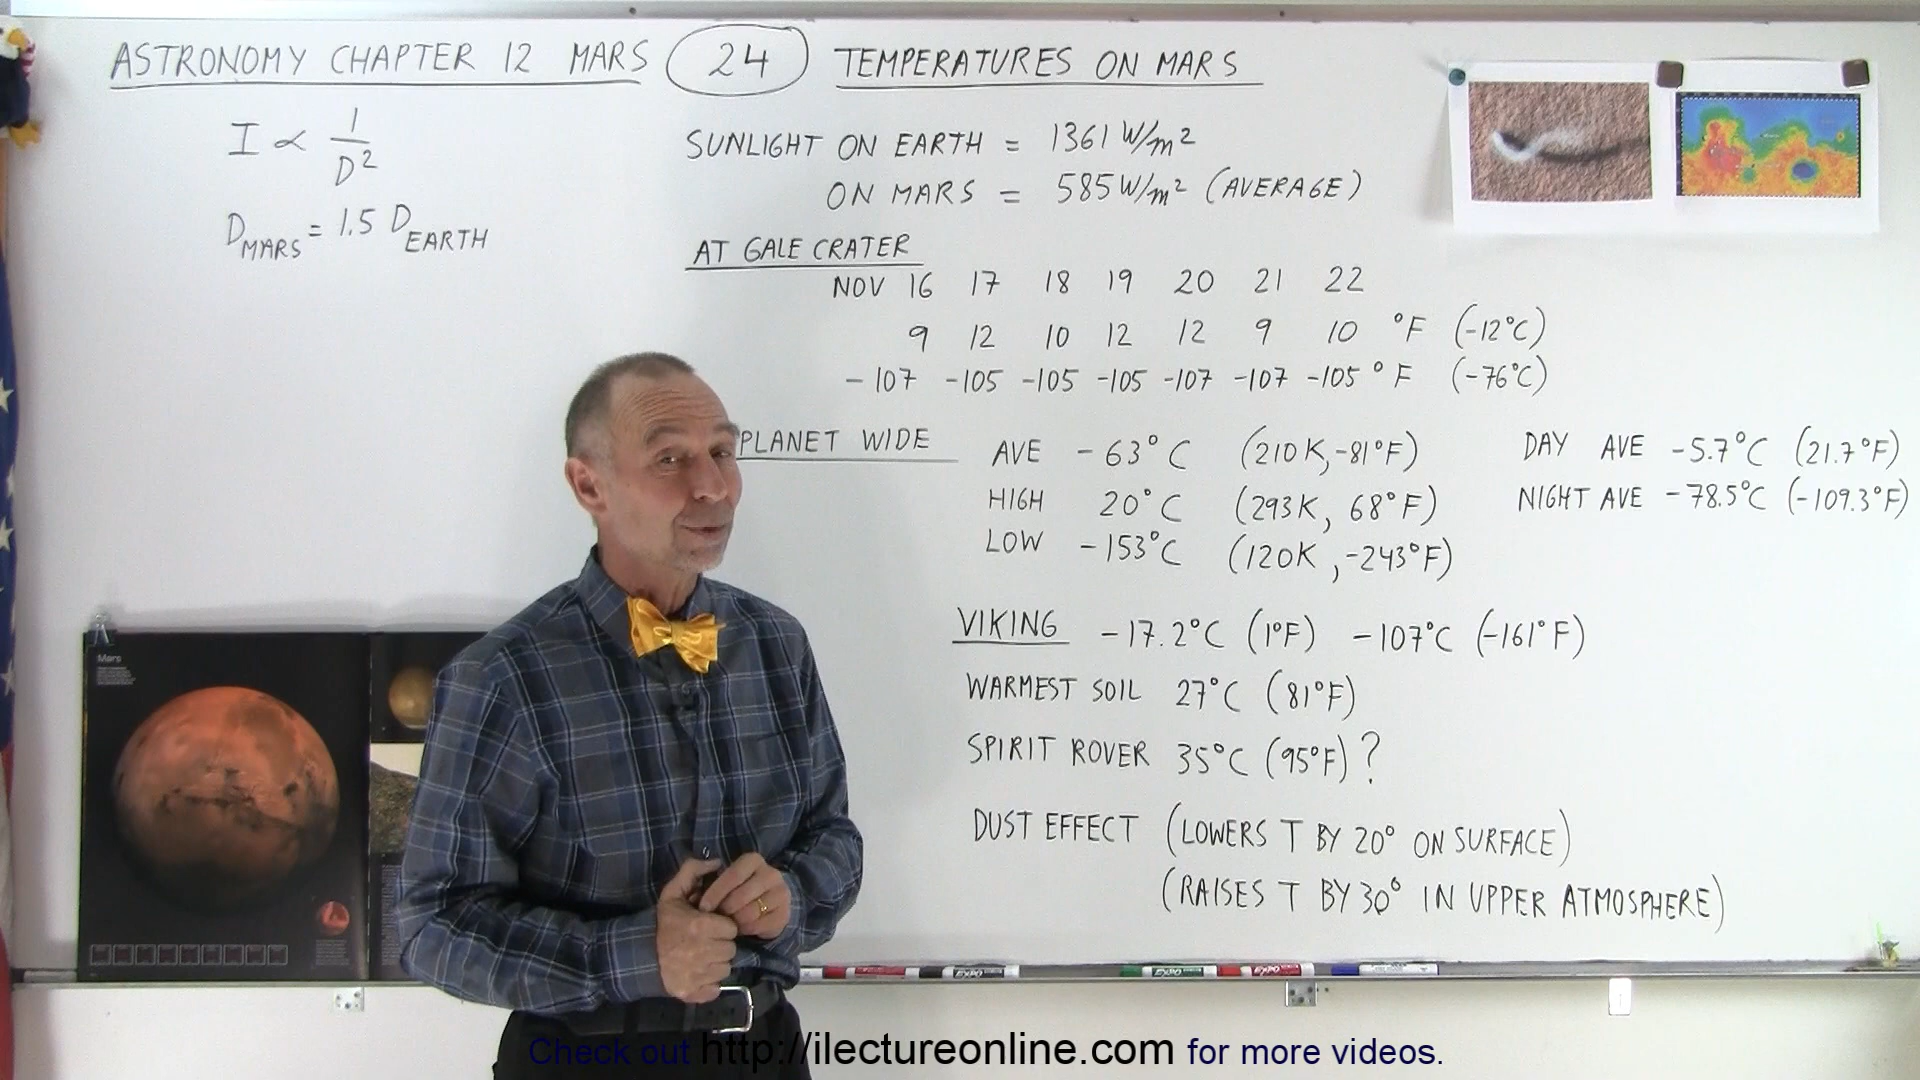 ASTRONOMY CHAPTER 12 MARS 24 TEMPERATURES ON MARS
I ∝ 1/D²
D MARS = 1.5 D EARTH
SUNLIGHT ON EARTH = 1361 W/m²
ON MARS = 585 W/m² (AVERAGE)
AT GALE CRATER
NOV 16 17 18 19 20 21 22
9 12 10 12 12 9 10 °F (-12°C)
-107 -105 -105 -105 -107 -107 -105 °F (-76°C)
PLANET WIDE AVE -63°C (210K, -81°F) DAY AVE -5.7°C (21.7°F)
HIGH 20°C (293K, 68°F) NIGHT AVE -78.5°C (-109.3°F)
LOW -153°C (120K, -243°F)
VIKING -17.2°C (1°F) -107°C (-161°F)
WARMEST SOIL 27°C (81°F)
SPIRIT ROVER 35°C (95°F) ?
DUST EFFECT (LOWERS T BY 20° ON SURFACE)
(RAISES T BY 30° IN UPPER ATMOSPHERE)
Mars
EXPO
EXPO
EXPO
Check out http://ilectureonline.com for more videos.